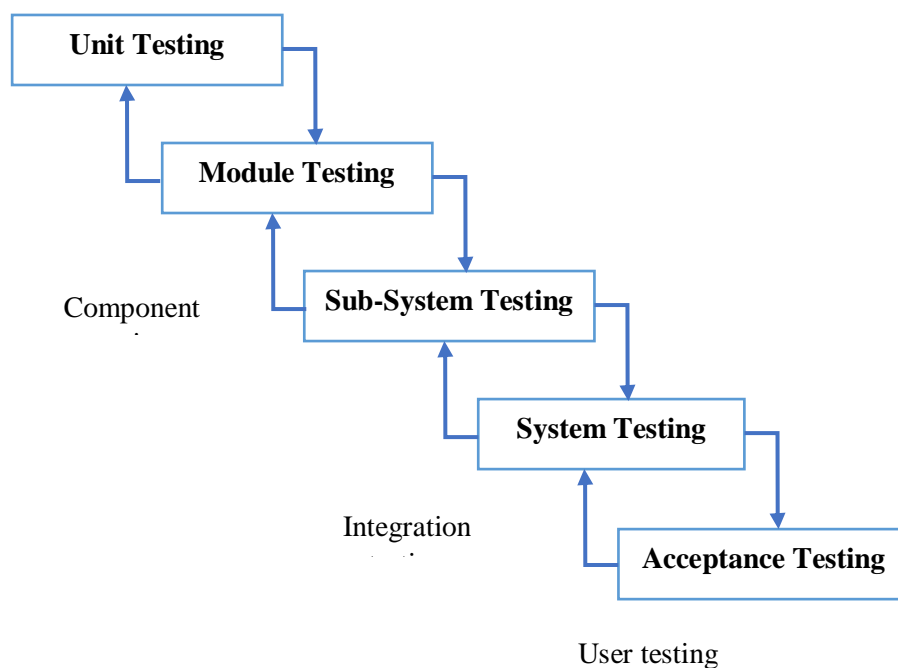 Unit Testing
Module Testing
Sub-System Testing
Component
System Testing
Integration
Acceptance Testing
User testing